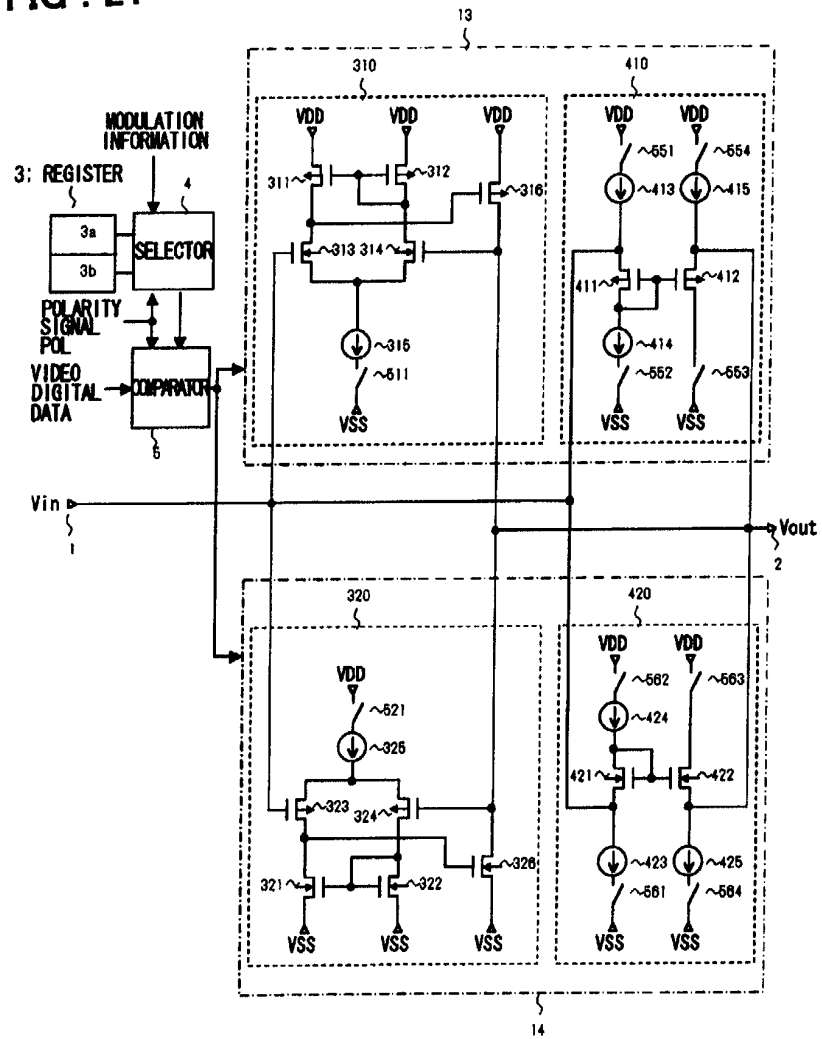 FIG. 21
13
310
410
VDD VDD VDD VDD VDD
MODULATION
INFORMATION
3: REGISTER
4
311 312 316 551 554
413 415
3a
SELECTOR
3b
313 314
411 412
POLARITY
SIGNAL
POL
315
414
VIDEO
DIGITAL
DATA
COMPARATOR
511
552 553
VSS VSS VSS
5
Vin
1
Vout
2
320
420
VDD VDD
VDD
562 563
521
424
325
323 324
421 422
326
321 322
423 425
561 564
VSS VSS VSS VSS VSS
14